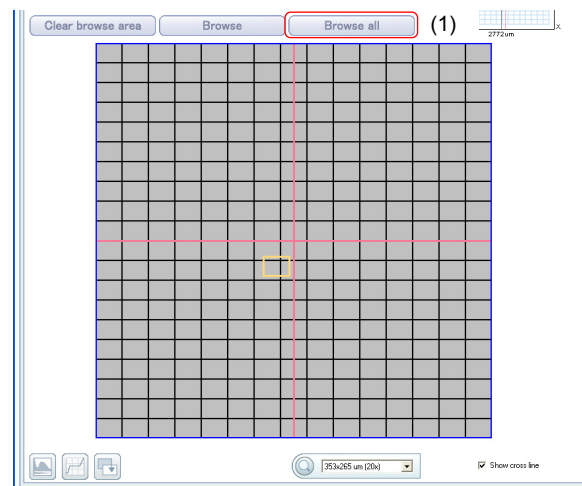 Clear browse area Browse Browse all (1)
X
2772um
353x265 um (20x)
Show cross line